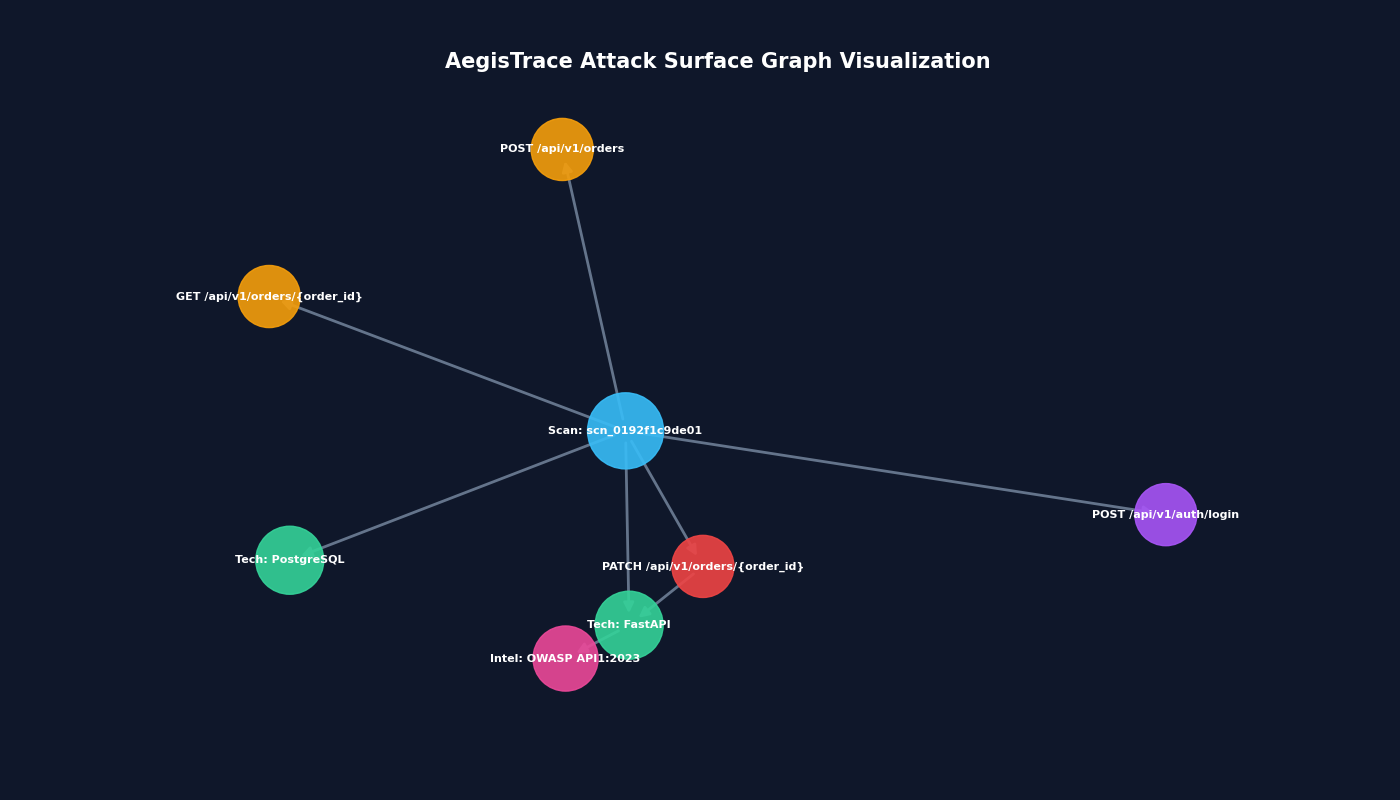 AegisTrace Attack Surface Graph Visualization
POST /api/v1/orders
GET /api/v1/orders/{order_id}
Scan: scn_0192f1c9de01
POST /api/v1/auth/login
Tech: PostgreSQL
PATCH /api/v1/orders/{order_id}
Tech: FastAPI
Intel: OWASP API1:2023